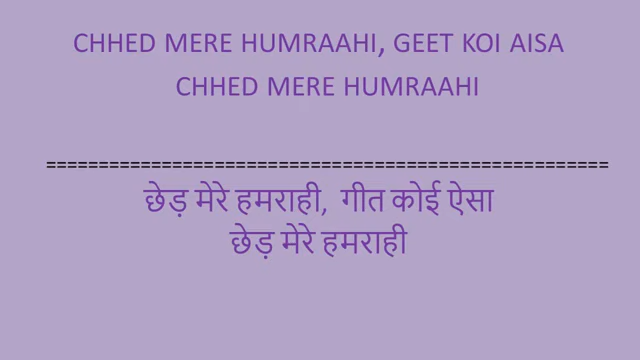 CHHED MERE HUMRAAHI, GEET KOI AISA
CHHED MERE HUMRAAHI
======================================================
छेड़ मेरे हमराही, गीत कोई ऐसा
छेड़ मेरे हमराही